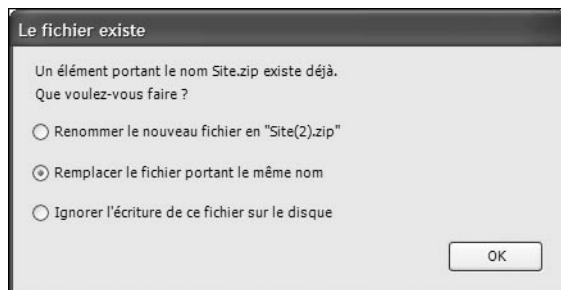 Le fichier existe
Un élément portant le nom Site.zip existe déjà.
Que voulez-vous faire ?
Renommer le nouveau fichier en "Site(2).zip"
Remplacer le fichier portant le même nom
Ignorer l'écriture de ce fichier sur le disque
OK